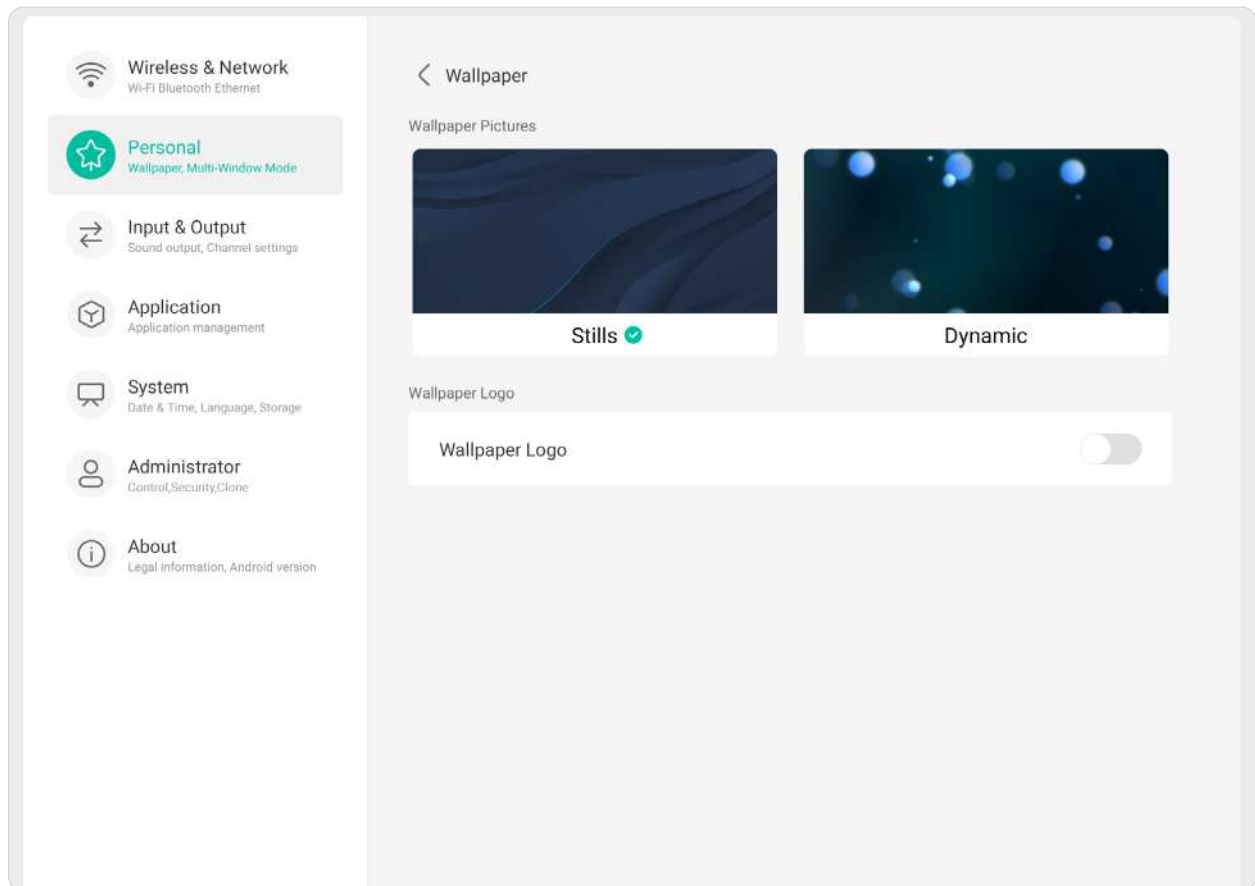 Wireless & Network
Wi-Fi Bluetooth Ethernet
Personal
Wallpaper, Multi-Window Mode
Input & Output
Sound output, Channel settings
Application
Application management
System
Date & Time, Language, Storage
Administrator
Control,Security,Clone
About
Legal information, Android version
Wallpaper
Wallpaper Pictures
Stills
Dynamic
Wallpaper Logo
Wallpaper Logo